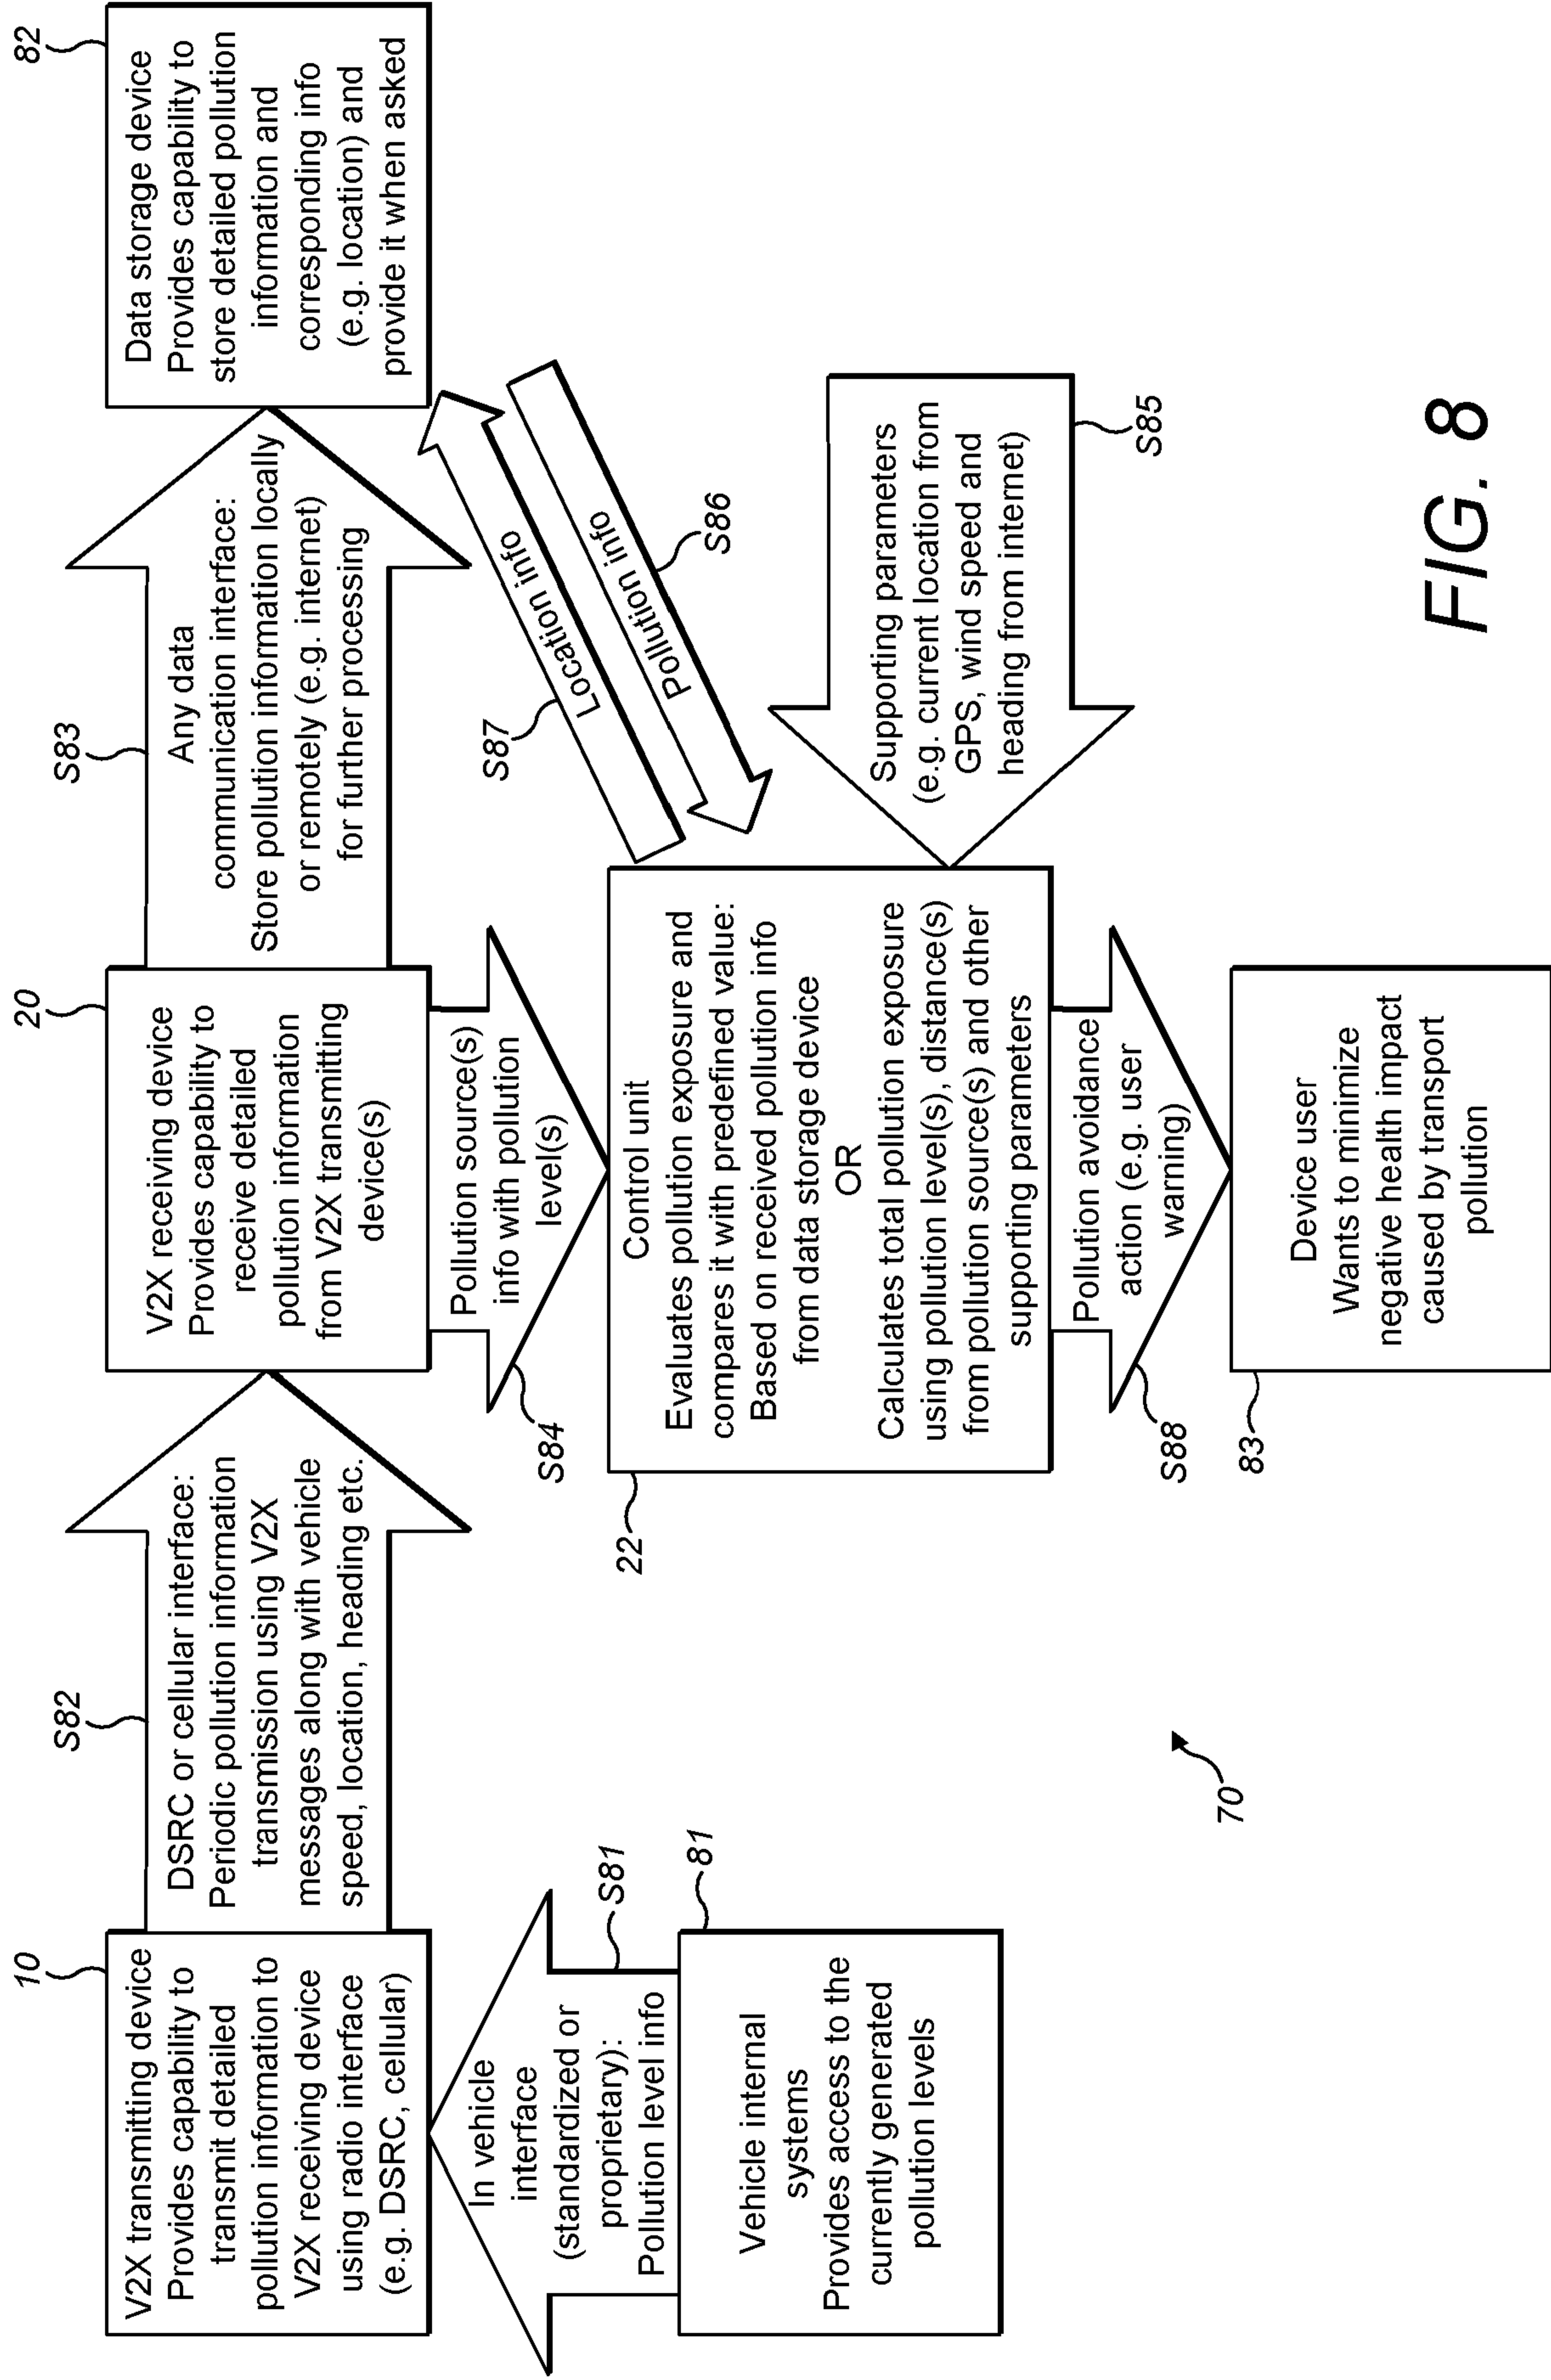 10
V2X transmitting device
Provides capability to
transmit detailed
pollution information to
V2X receiving device
using radio interface
(e.g. DSRC, cellular)
S82
DSRC or cellular interface:
Periodic pollution information
transmission using V2X
messages along with vehicle
speed, location, heading etc.
20
V2X receiving device
Provides capability to
receive detailed
pollution information
from V2X transmitting
device(s)
S83
Any data
communication interface:
Store pollution information locally
or remotely (e.g. internet)
for further processing
82
Data storage device
Provides capability to
store detailed pollution
information and
corresponding info
(e.g. location) and
provide it when asked
In vehicle
interface
(standardized or
proprietary):
Pollution level info
S81
81
Vehicle internal
systems
Provides access to the
currently generated
pollution levels
S84
Pollution source(s)
info with pollution
level(s)
S87
Location info
Pollution info
S86
22
Control unit
Evaluates pollution exposure and
compares it with predefined value:
Based on received pollution info
from data storage device
OR
Calculates total pollution exposure
using pollution level(s), distance(s)
from pollution source(s) and other
supporting parameters
Supporting parameters
(e.g. current location from
GPS, wind speed and
heading from internet)
S85
S88
Pollution avoidance
action (e.g. user
warning)
83
Device user
Wants to minimize
negative health impact
caused by transport
pollution
70
FIG. 8